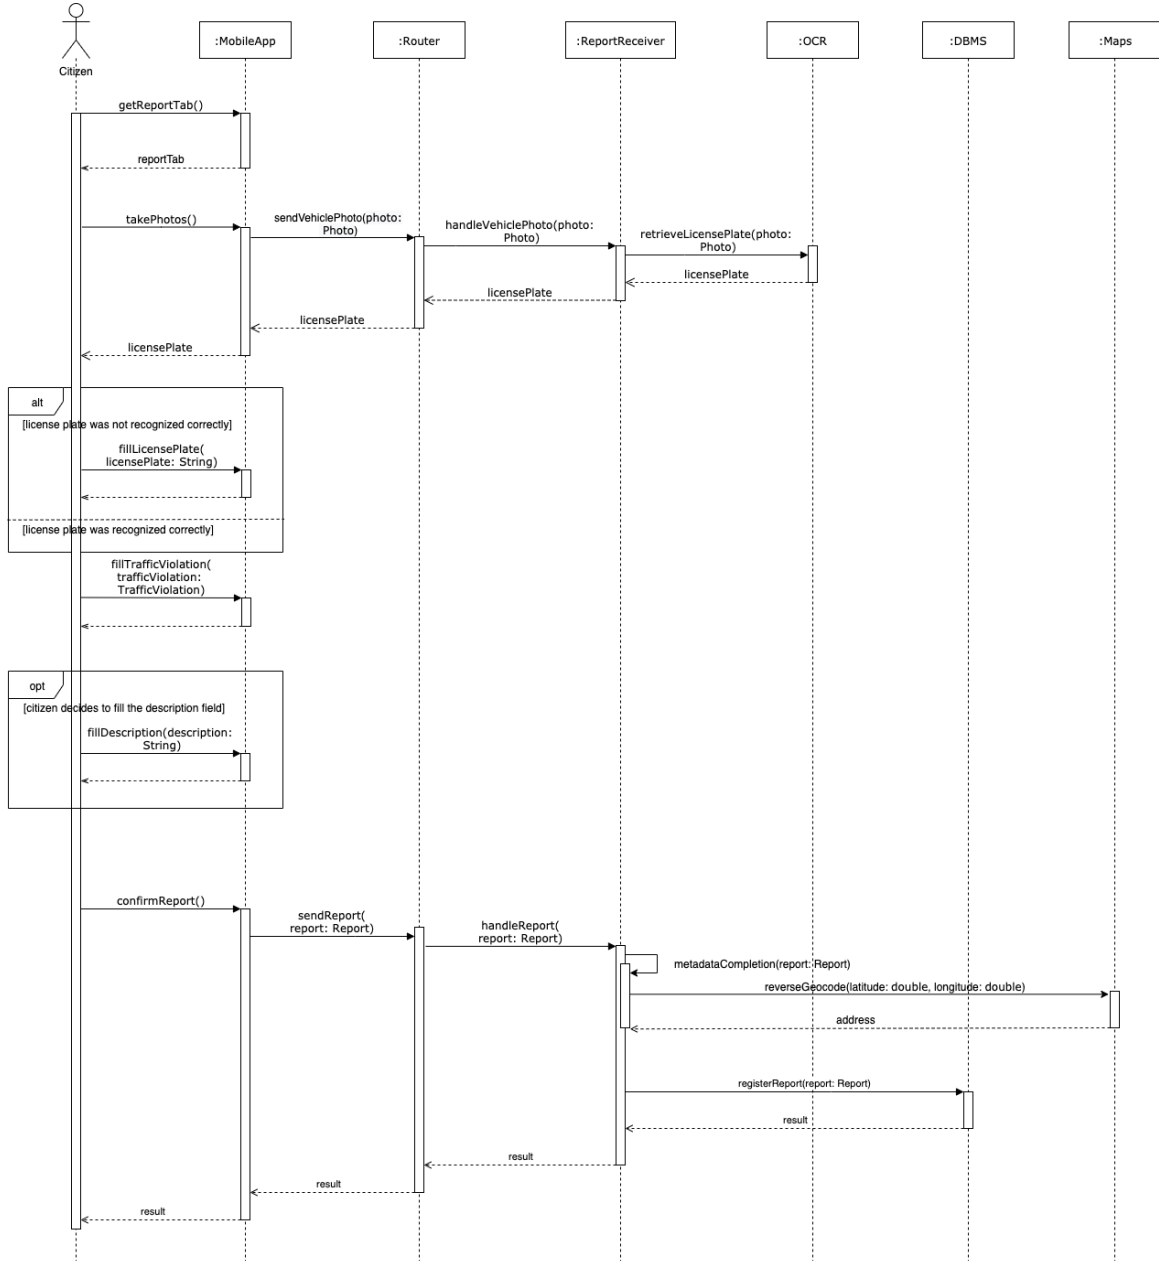 :MobileApp
:Router
:ReportReceiver
:OCR
:DBMS
:Maps
Citizen
getReportTab()
reportTab
takePhotos()
sendVehiclePhoto(photo:
Photo)
handleVehiclePhoto(photo:
Photo)
retrieveLicensePlate(photo:
Photo)
licensePlate
licensePlate
licensePlate
licensePlate
alt
[license plate was not recognized correctly]
fillLicensePlate(
licensePlate: String)
[license plate was recognized correctly]
fillTrafficViolation(
trafficViolation:
TrafficViolation)
opt
[citizen decides to fill the description field]
fillDescription(description:
String)
confirmReport()
sendReport(
report: Report)
handleReport(
report: Report)
metadataCompletion(report: Report)
reverseGeocode(latitude: double, longitude: double)
address
registerReport(report: Report)
result
result
result
result